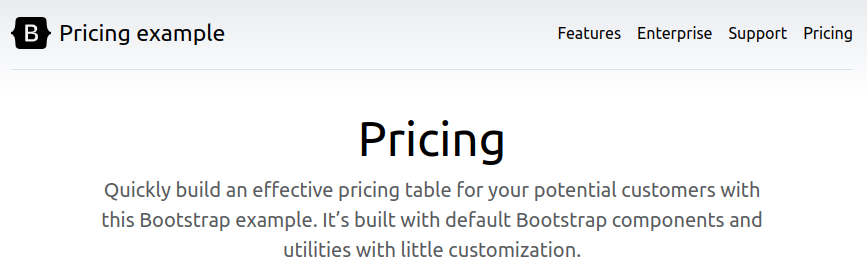 B Pricing example
Features Enterprise Support Pricing
Pricing
Quickly build an effective pricing table for your potential customers with
this Bootstrap example. It’s built with default Bootstrap components and
utilities with little customization.